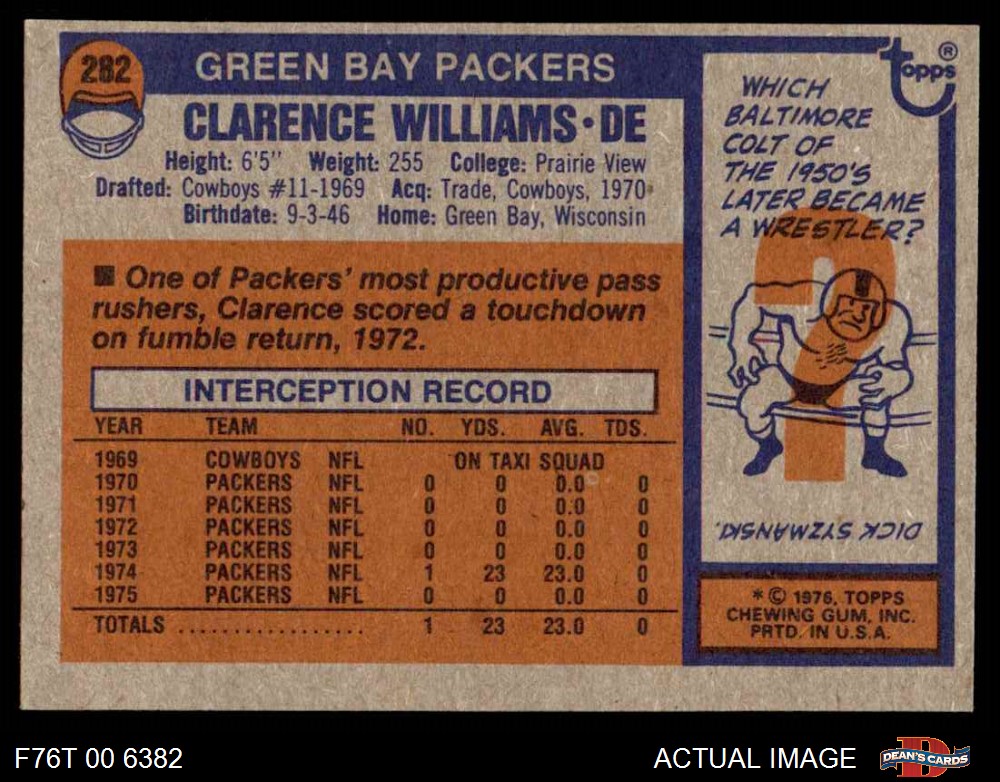 282
GREEN BAY PACKERS
CLARENCE WILLIAMS•DE
Height: 6'5" Weight: 255 College: Prairie View
Drafted: Cowboys #11-1969 Acq: Trade, Cowboys, 1970
Birthdate: 9-3-46 Home: Green Bay, Wisconsin
■ One of Packers' most productive pass
rushers, Clarence scored a touchdown
on fumble return, 1972.
INTERCEPTION RECORD
YEAR TEAM NO. YDS. AVG. TDS.
1969 COWBOYS NFL ON TAXI SQUAD
1970 PACKERS NFL 0 0 0.0 0
1971 PACKERS NFL 0 0 0.0 0
1972 PACKERS NFL 0 0 0.0 0
1973 PACKERS NFL 0 0 0.0 0
1974 PACKERS NFL 1 23 23.0 0
1975 PACKERS NFL 0 0 0.0 0
TOTALS .................. 1 23 23.0 0
topps®
WHICH
BALTIMORE
COLT OF
THE 1950'S
LATER BECAME
A WRESTLER?
?
DICK SYZMANSKI.
* © 1976, TOPPS
CHEWING GUM, INC.
PRTD. IN U.S.A.
F76T 00 6382
ACTUAL IMAGE
DEAN'S CARDS